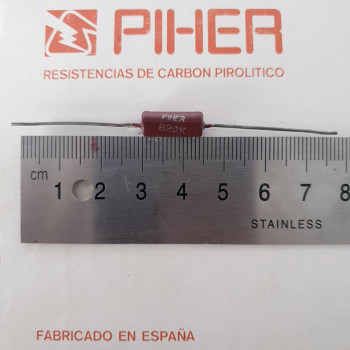 PIHER
RESISTENCIAS DE CARBON PIROLITICO
PIHER
820K
cm 1 2 3 4 5 6 7 8
STAINLESS
FABRICADO EN ESPAÑA